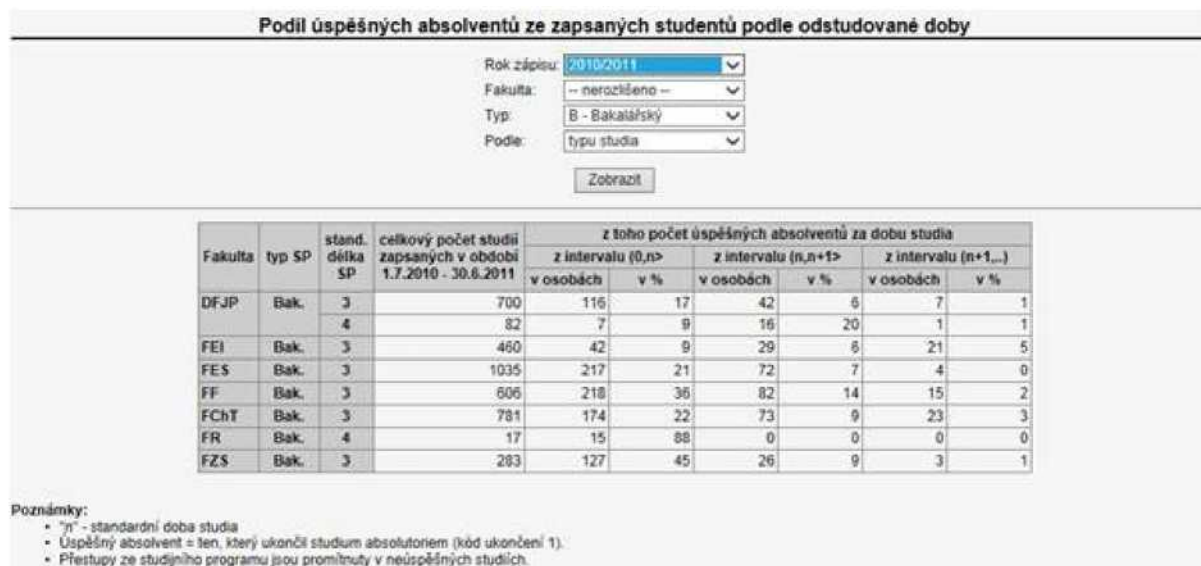 Podíl úspěšných absolventů ze zapsaných studentů podle odstudované doby
Rok zápisu: 2010/2011
Fakulta: -- nerozlišeno --
Typ: B - Bakalářský
Podle: typu studia
Zobrazit
Fakulta typ SP stand. délka SP celkový počet studií zapsaných v období 1.7.2010 - 30.6.2011 z toho počet úspěšných absolventů za dobu studia
z intervalu (0,n> z intervalu (n,n+1> z intervalu (n+1,..)
v osobách v % v osobách v % v osobách v %
DFJP Bak. 3 700 116 17 42 6 7 1
4 82 7 9 16 20 1 1
FEI Bak. 3 460 42 9 29 6 21 5
FES Bak. 3 1035 217 21 72 7 4 0
FF Bak. 3 606 218 36 82 14 15 2
FChT Bak. 3 781 174 22 73 9 23 3
FR Bak. 4 17 15 88 0 0 0 0
FZS Bak. 3 283 127 45 26 9 3 1
Poznámky:
• "n" - standardní doba studia
• Úspěšný absolvent = ten, který ukončil studium absolutoriem (kód ukončení 1).
• Přestupy ze studijního programu jsou promítnuty v neúspěšných studiích.